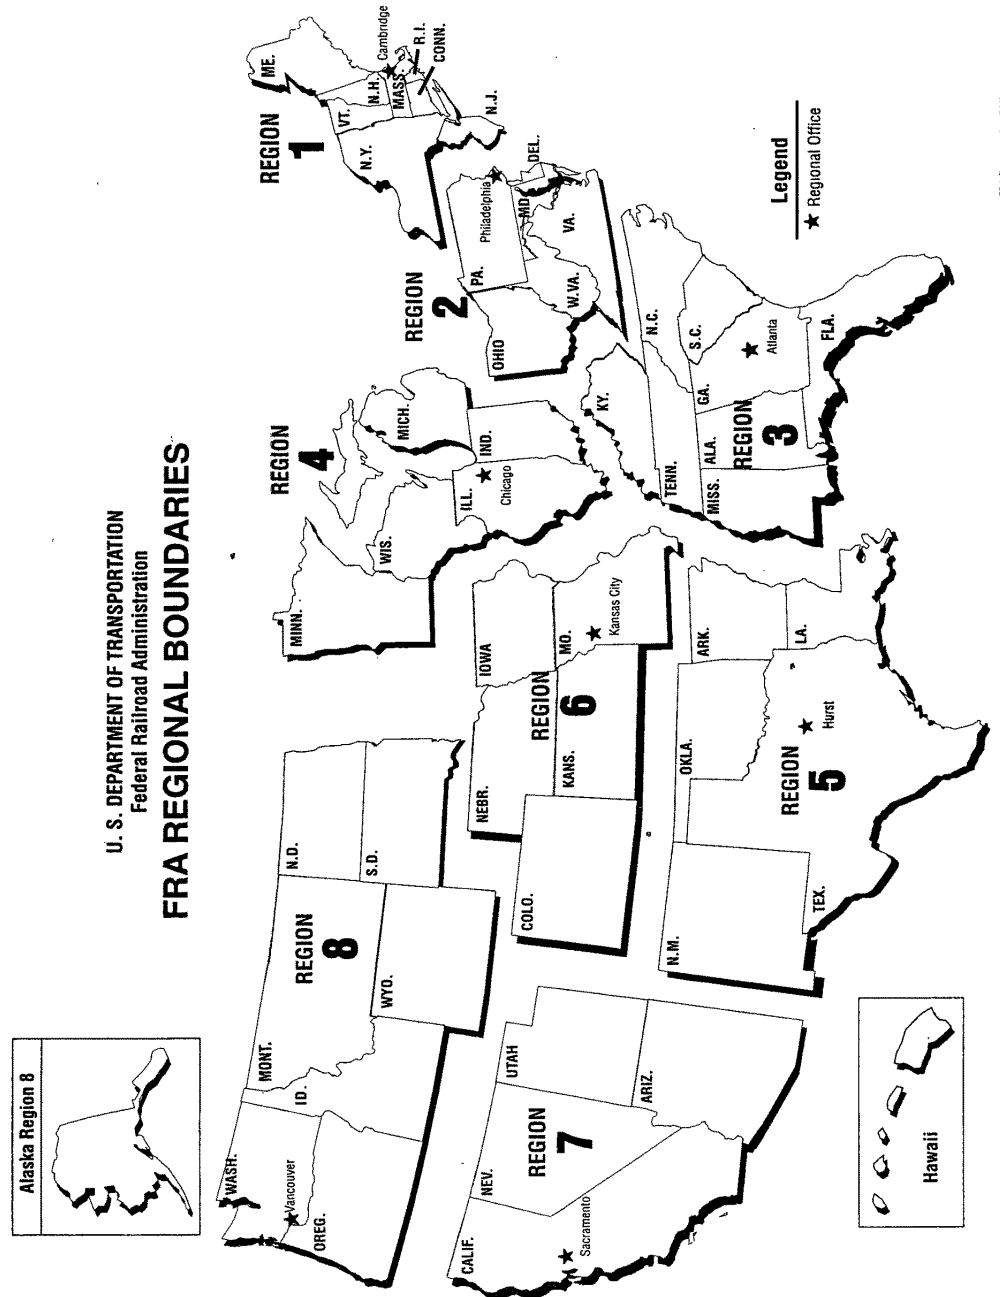 U. S. DEPARTMENT OF TRANSPORTATION
Federal Railroad Administration
FRA REGIONAL BOUNDARIES
Alaska Region 8
WASH.
Vancouver
OREG.
MONT.
ID.
REGION
8
WYO.
N.D.
S.D.
MINN.
WIS.
REGION
4
MICH.
ILL.
IND.
Chicago
REGION
1
ME.
VT.
N.H.
MASS.
Cambridge
R.I.
CONN.
N.Y.
N.J.
REGION
2
PA.
Philadelphia
OHIO
MD.
DEL.
W.VA.
VA.
CALIF.
Sacramento
NEV.
REGION
7
UTAH
ARIZ.
COLO.
NEBR.
REGION
6
KANS.
IOWA
MO.
Kansas City
N.M.
OKLA.
REGION
5
TEX.
Hurst
ARK.
LA.
KY.
TENN.
N.C.
S.C.
MISS.
ALA.
REGION
3
GA.
Atlanta
FLA.
Hawaii
Legend
★ Regional Office